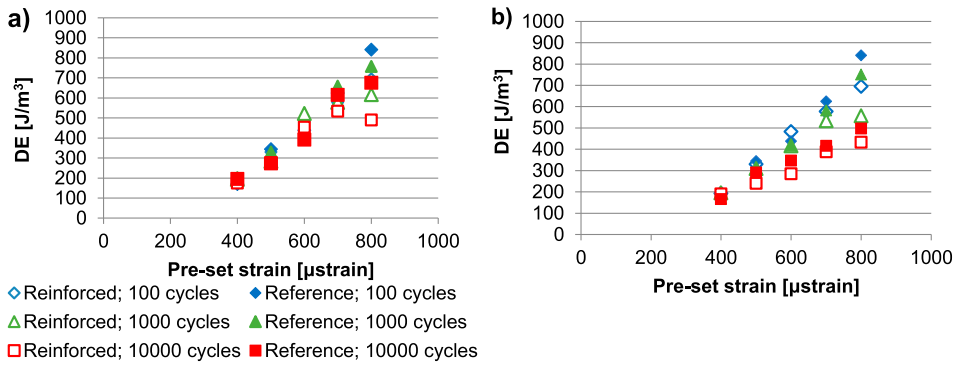 a)
1000
900
800
700
600
500
400
300
200
100
0
DE [J/m³]
0 200 400 600 800 1000
Pre-set strain [µstrain]
b)
1000
900
800
700
600
500
400
300
200
100
0
DE [J/m³]
0 200 400 600 800 1000
Pre-set strain [µstrain]
Reinforced; 100 cycles Reference; 100 cycles
Reinforced; 1000 cycles Reference; 1000 cycles
Reinforced; 10000 cycles Reference; 10000 cycles